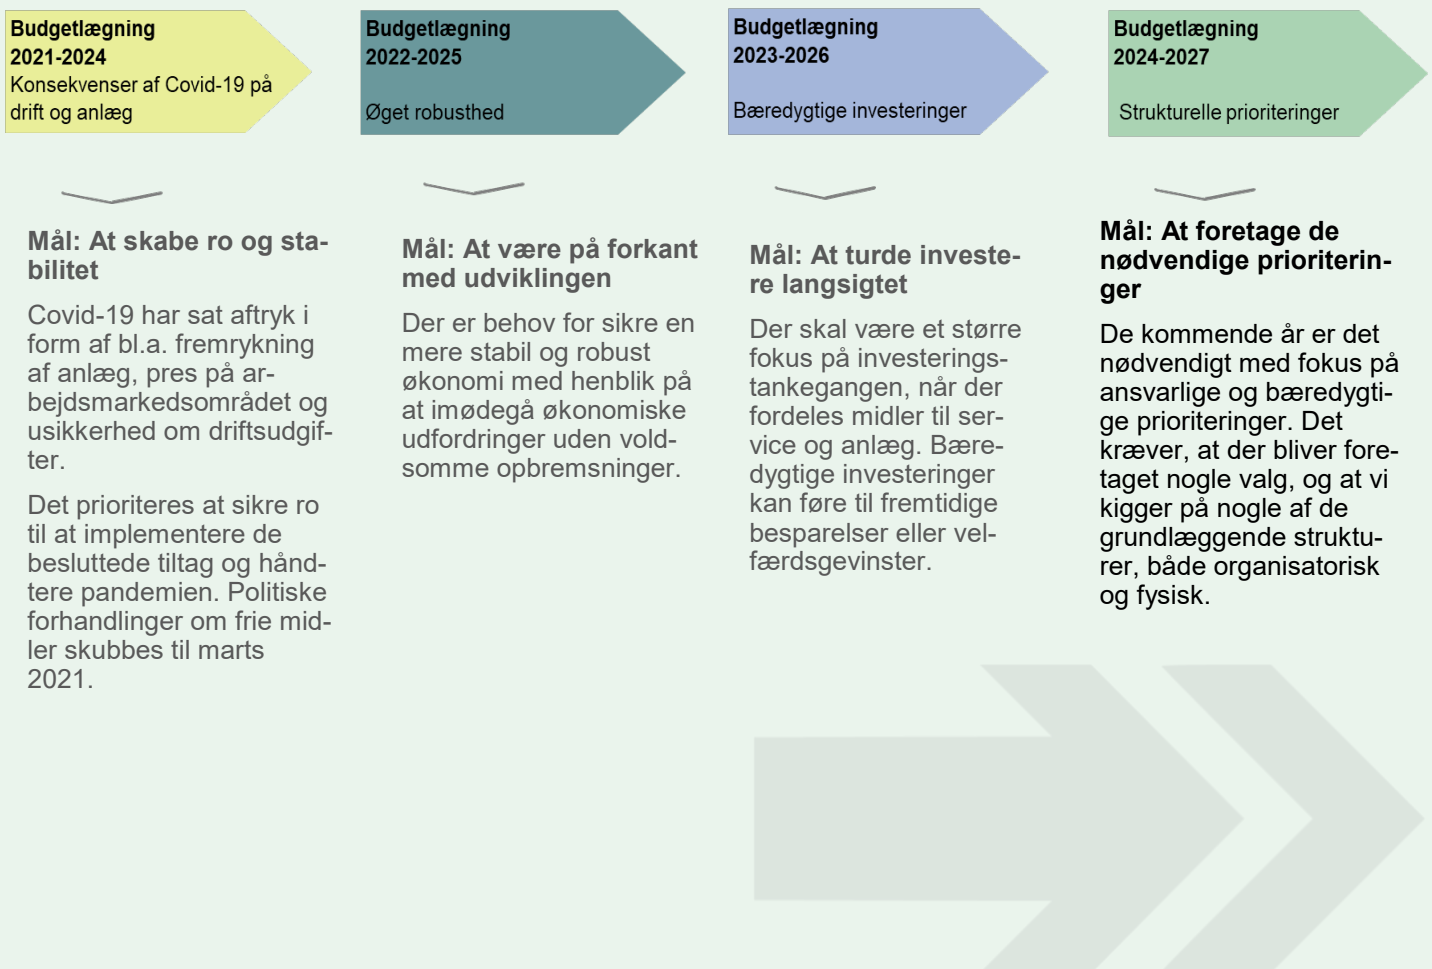 Budgetlægning
2021-2024
Konsekvenser af Covid-19 på
drift og anlæg
Budgetlægning
2022-2025
Øget robusthed
Budgetlægning
2023-2026
Bæredygtige investeringer
Budgetlægning
2024-2027
Strukturelle prioriteringer
Mål: At skabe ro og sta-
bilitet
Covid-19 har sat aftryk i
form af bl.a. fremrykning
af anlæg, pres på ar-
bejdsmarkedsområdet og
usikkerhed om driftsudgif-
ter.
Det prioriteres at sikre ro
til at implementere de
besluttede tiltag og hånd-
tere pandemien. Politiske
forhandlinger om frie mid-
ler skubbes til marts
2021.
Mål: At være på forkant
med udviklingen
Der er behov for sikre en
mere stabil og robust
økonomi med henblik på
at imødegå økonomiske
udfordringer uden vold-
somme opbremsninger.
Mål: At turde investe-
re langsigtet
Der skal være et større
fokus på investerings-
tankegangen, når der
fordeles midler til ser-
vice og anlæg. Bære-
dygtige investeringer
kan føre til fremtidige
besparelser eller vel-
færdsgevinster.
Mål: At foretage de
nødvendige prioriterin-
ger
De kommende år er det
nødvendigt med fokus på
ansvarlige og bæredygti-
ge prioriteringer. Det
kræver, at der bliver fore-
taget nogle valg, og at vi
kigger på nogle af de
grundlæggende struktu-
rer, både organisatorisk
og fysisk.